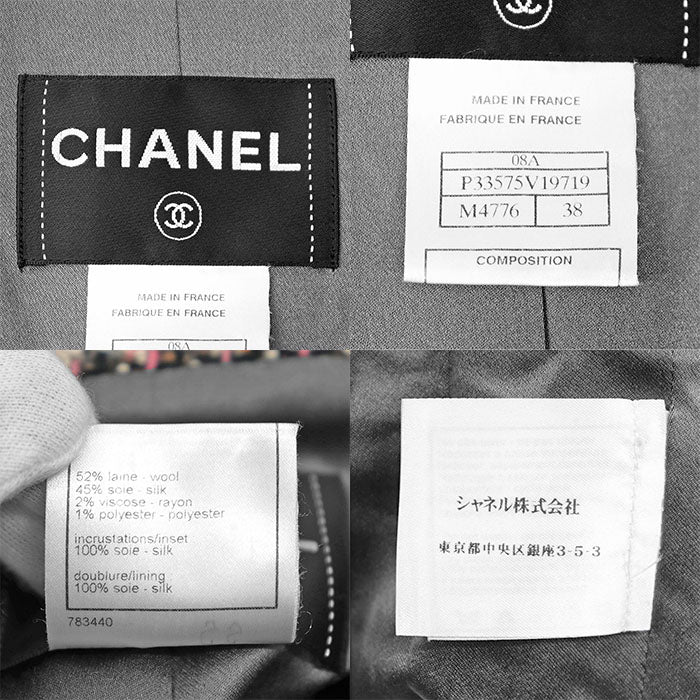 CHANEL
MADE IN FRANCE
FABRIQUE EN FRANCE
08A
MADE IN FRANCE
FABRIQUE EN FRANCE
08A
P33575V19719
M4776 38
COMPOSITION
52% laine - wool
45% soie - silk
2% viscose - rayon
1% polyester - polyester
incrustations/inset
100% soie - silk
doublure/lining
100% soie - silk
783440
シャネル株式会社
東京都中央区銀座3-5-3